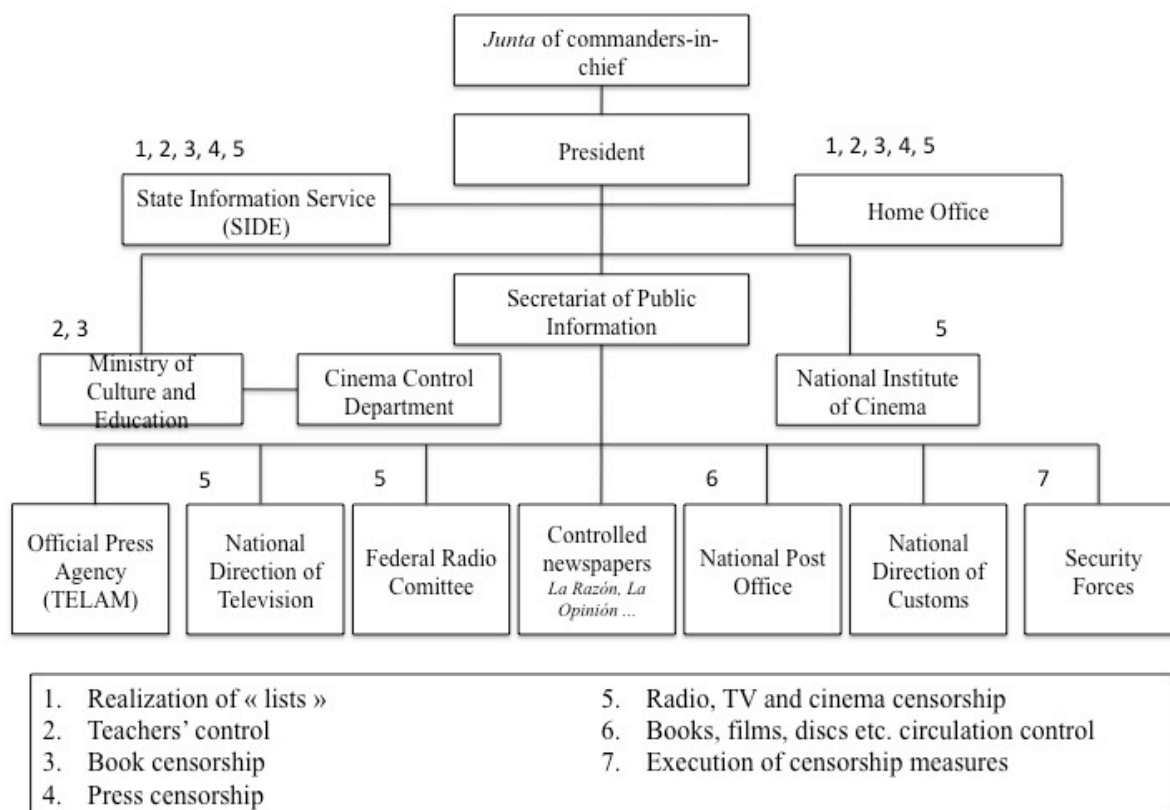 Junta of commanders-in-
chief
President
1, 2, 3, 4, 5
State Information Service
(SIDE)
1, 2, 3, 4, 5
Home Office
Secretariat of Public
Information
2, 3
Ministry of
Culture and
Education
Cinema Control
Department
5
National Institute
of Cinema
Official Press
Agency
(TELAM)
5
National
Direction of
Television
5
Federal Radio
Comittee
Controlled
newspapers
La Razón, La
Opinión ...
6
National Post
Office
National
Direction of
Customs
7
Security
Forces
1. Realization of « lists »
2. Teachers’ control
3. Book censorship
4. Press censorship
5. Radio, TV and cinema censorship
6. Books, films, discs etc. circulation control
7. Execution of censorship measures